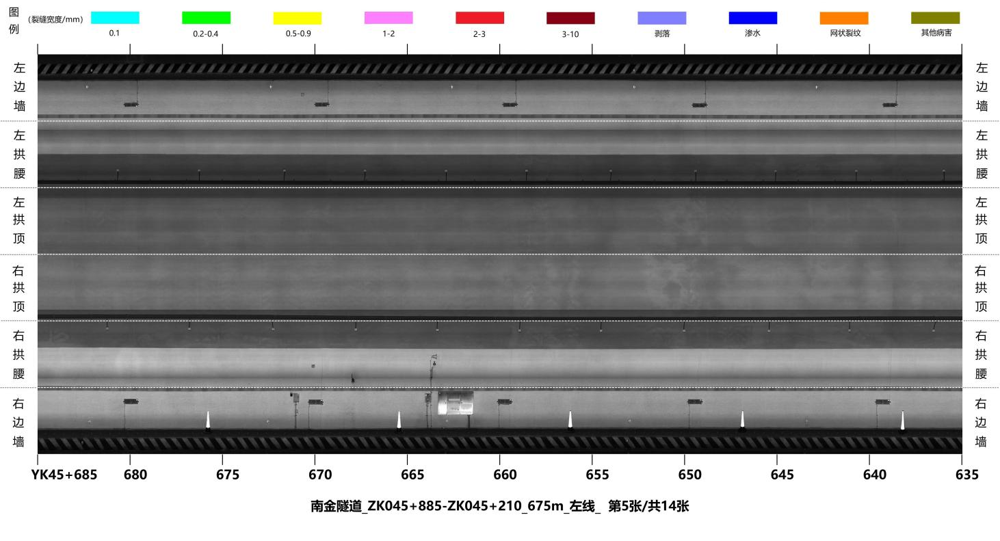 图例 (裂缝宽度/mm)
0.1 0.2-0.4 0.5-0.9 1-2 2-3 3-10 剥落 渗水 网状裂纹 其他病害
左边墙 左边墙
左拱腰 左拱腰
左拱顶 左拱顶
右拱顶 右拱顶
右拱腰 右拱腰
右边墙 右边墙
YK45+685 680 675 670 665 660 655 650 645 640 635
南金隧道_ZK045+885-ZK045+210_675m_左线_ 第5张/共14张